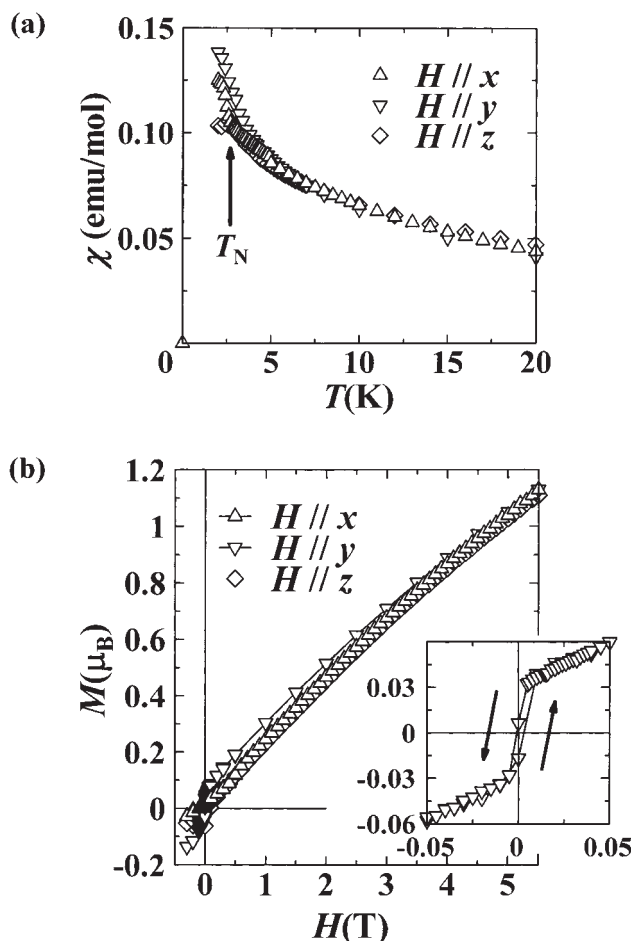 (a)
0.15
0.10
0.05
0
χ (emu/mol)
H // x
H // y
H // z
T_N
5
10
15
20
T(K)
(b)
1.2
1
0.8
0.6
0.4
0.2
0
-0.2
M(μ_B)
H // x
H // y
H // z
0.03
0
-0.03
-0.06
-0.05
0
0.05
0
1
2
3
4
5
H(T)